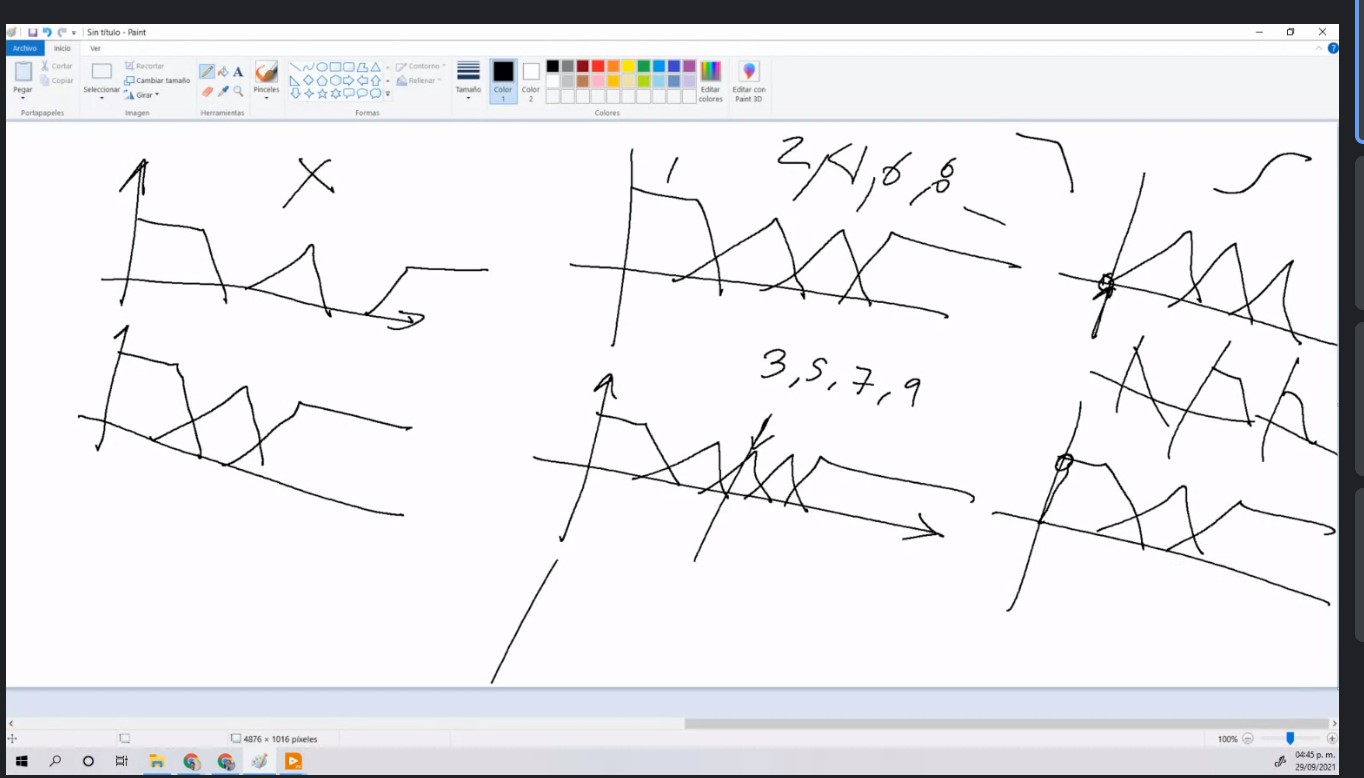 Sin título - Paint
Archivo Inicio Ver
Pegar
Cortar
Copiar
Portapapeles
Seleccionar
Recortar
Cambiar tamaño
Girar
Imagen
A
Herramientas
Pinceles
Contorno
Rellenar
Formas
Tamaño
Color 1
Color 2
Editar colores
Editar con Paint 3D
Colores
X
2, 4, 6, 8
3, 5, 7, 9
4876 × 1016 píxeles
100%
04:45 p. m.
29/09/2021